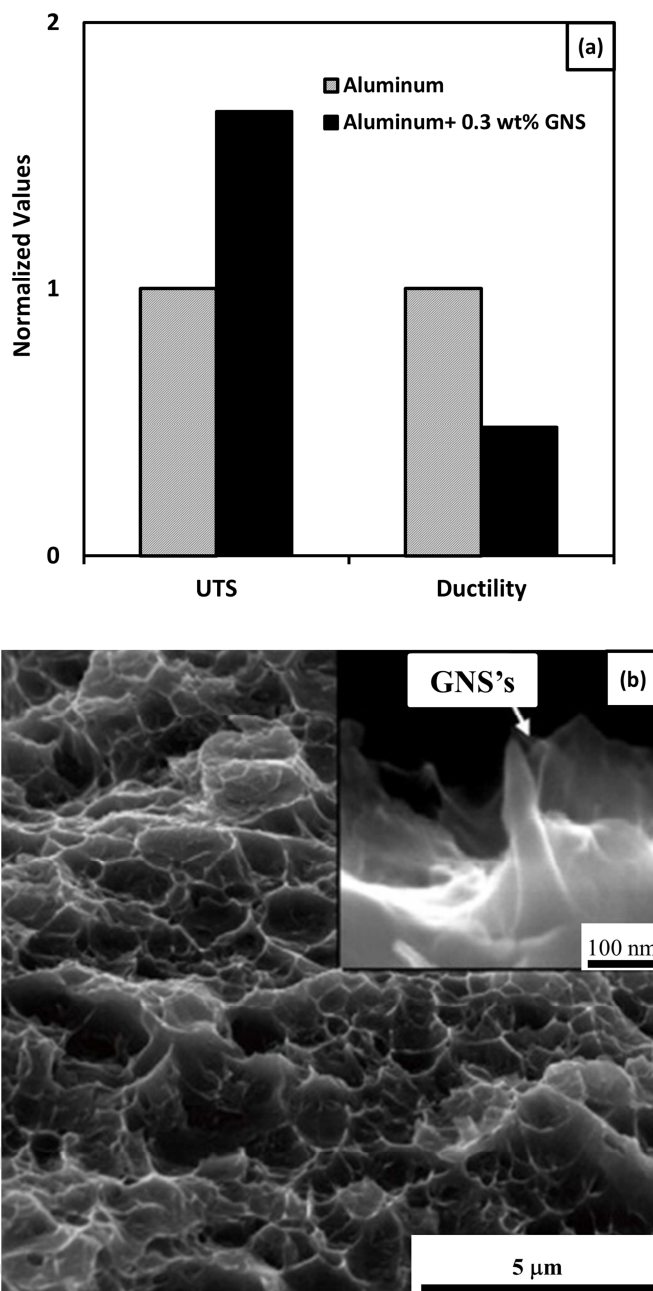 2
(a)
Aluminum
Aluminum+ 0.3 wt% GNS
Normalized Values
1
0
UTS
Ductility
GNS's
(b)
100 nm
5 μm